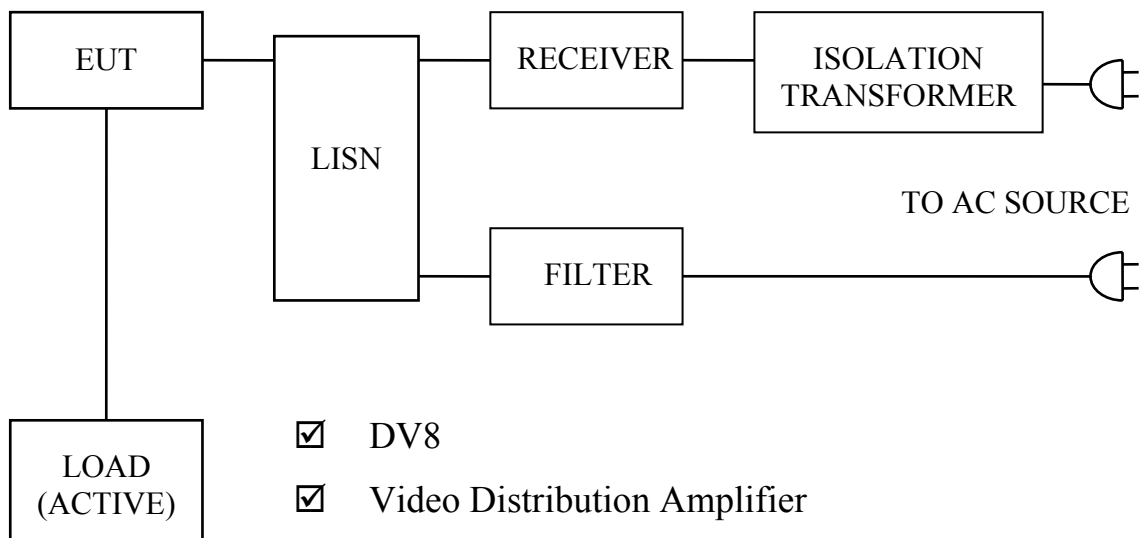 EUT
LISN
RECEIVER
ISOLATION
TRANSFORMER
TO AC SOURCE
FILTER
LOAD
(ACTIVE)
☑ DV8
☑ Video Distribution Amplifier